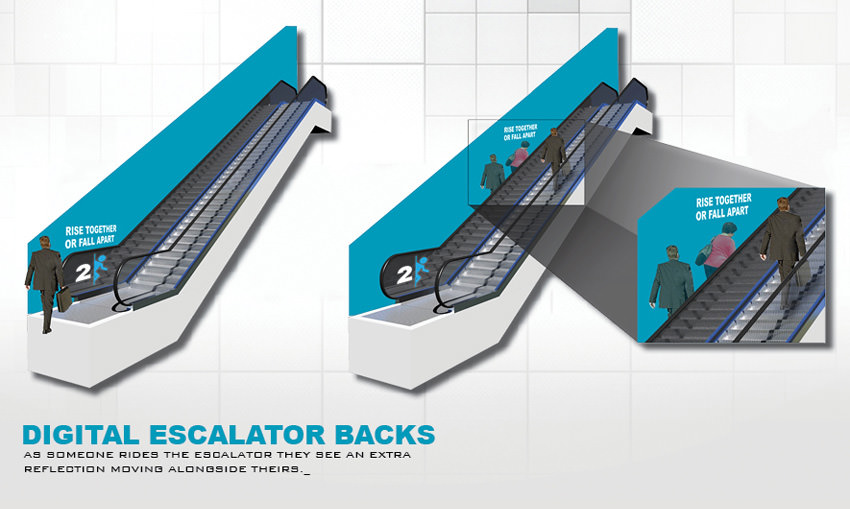 RISE TOGETHER
OR FALL APART
2
RISE TOGETHER
OR FALL APART
2
RISE TOGETHER
OR FALL APART
DIGITAL ESCALATOR BACKS
AS SOMEONE RIDES THE ESCALATOR THEY SEE AN EXTRA
REFLECTION MOVING ALONGSIDE THEIRS._